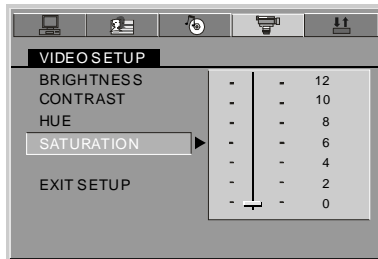 VIDEO SETUP
BRIGHTNESS
CONTRAST
HUE
SATURATION
EXIT SETUP
12
10
8
6
4
2
0